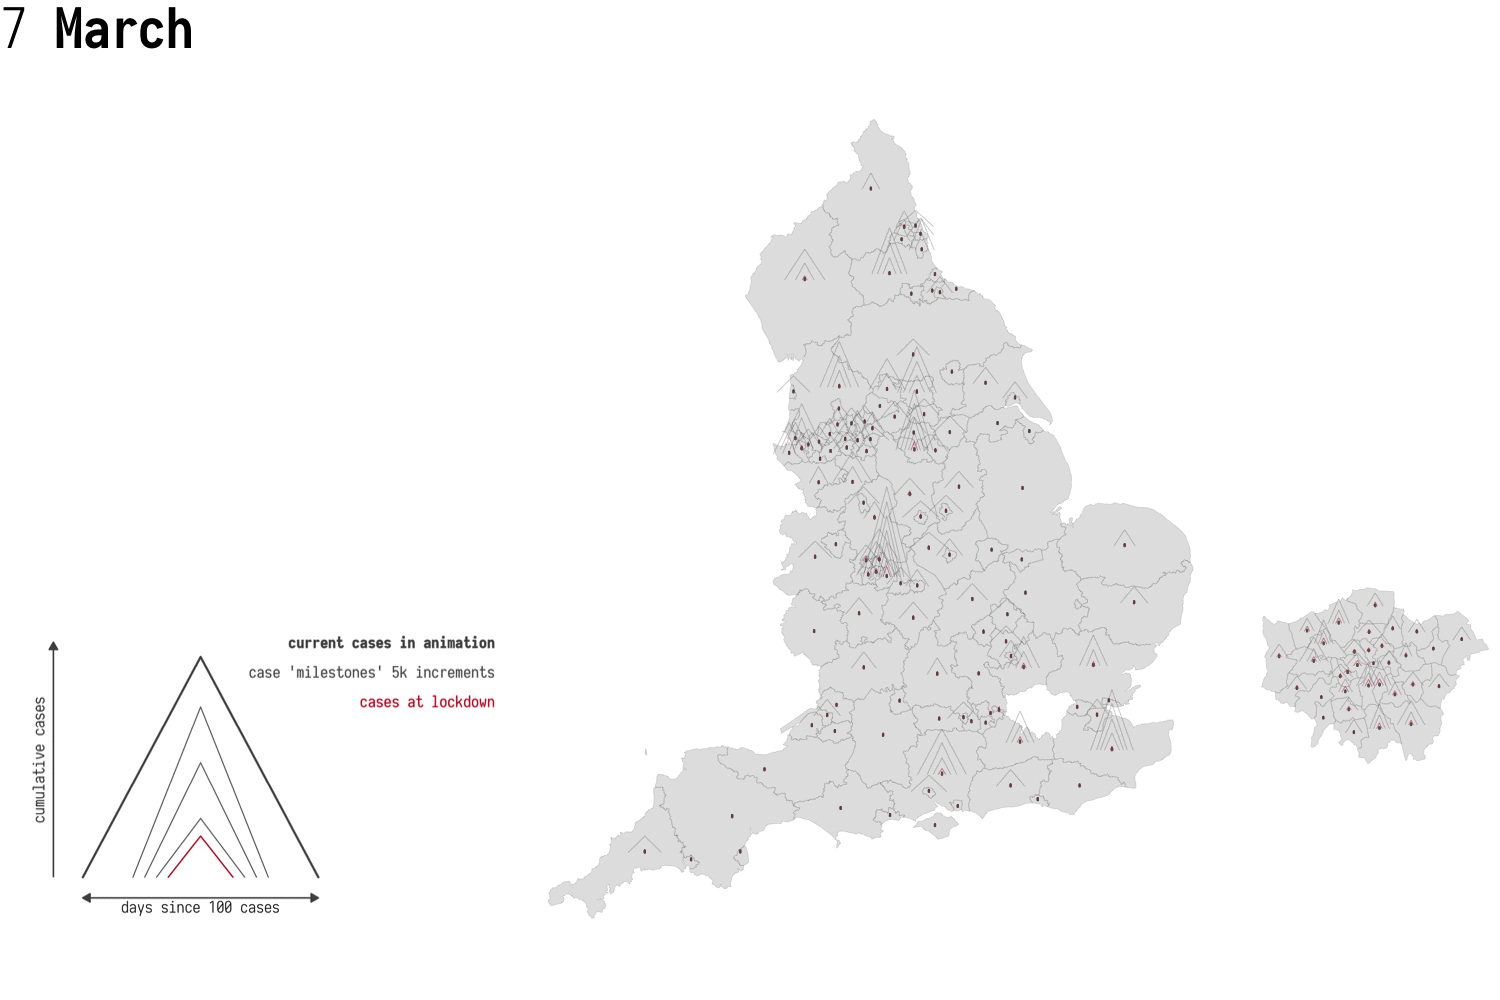 7 March
current cases in animation
case 'milestones' 5k increments
cases at lockdown
cumulative cases
days since 100 cases